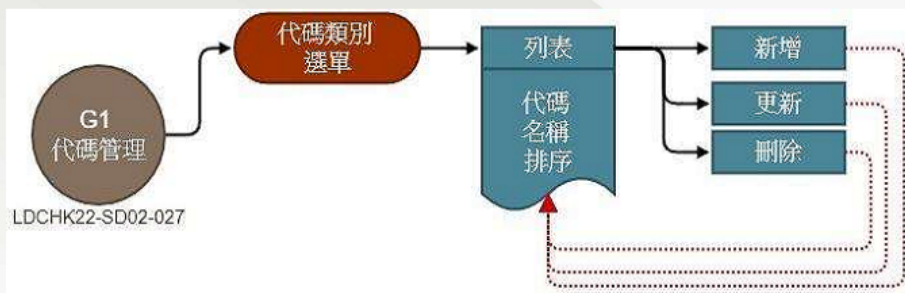 代碼類別
選單
列表
新增
G1
代碼管理
代碼
名稱
排序
更新
刪除
LDCHK22-SD02-027